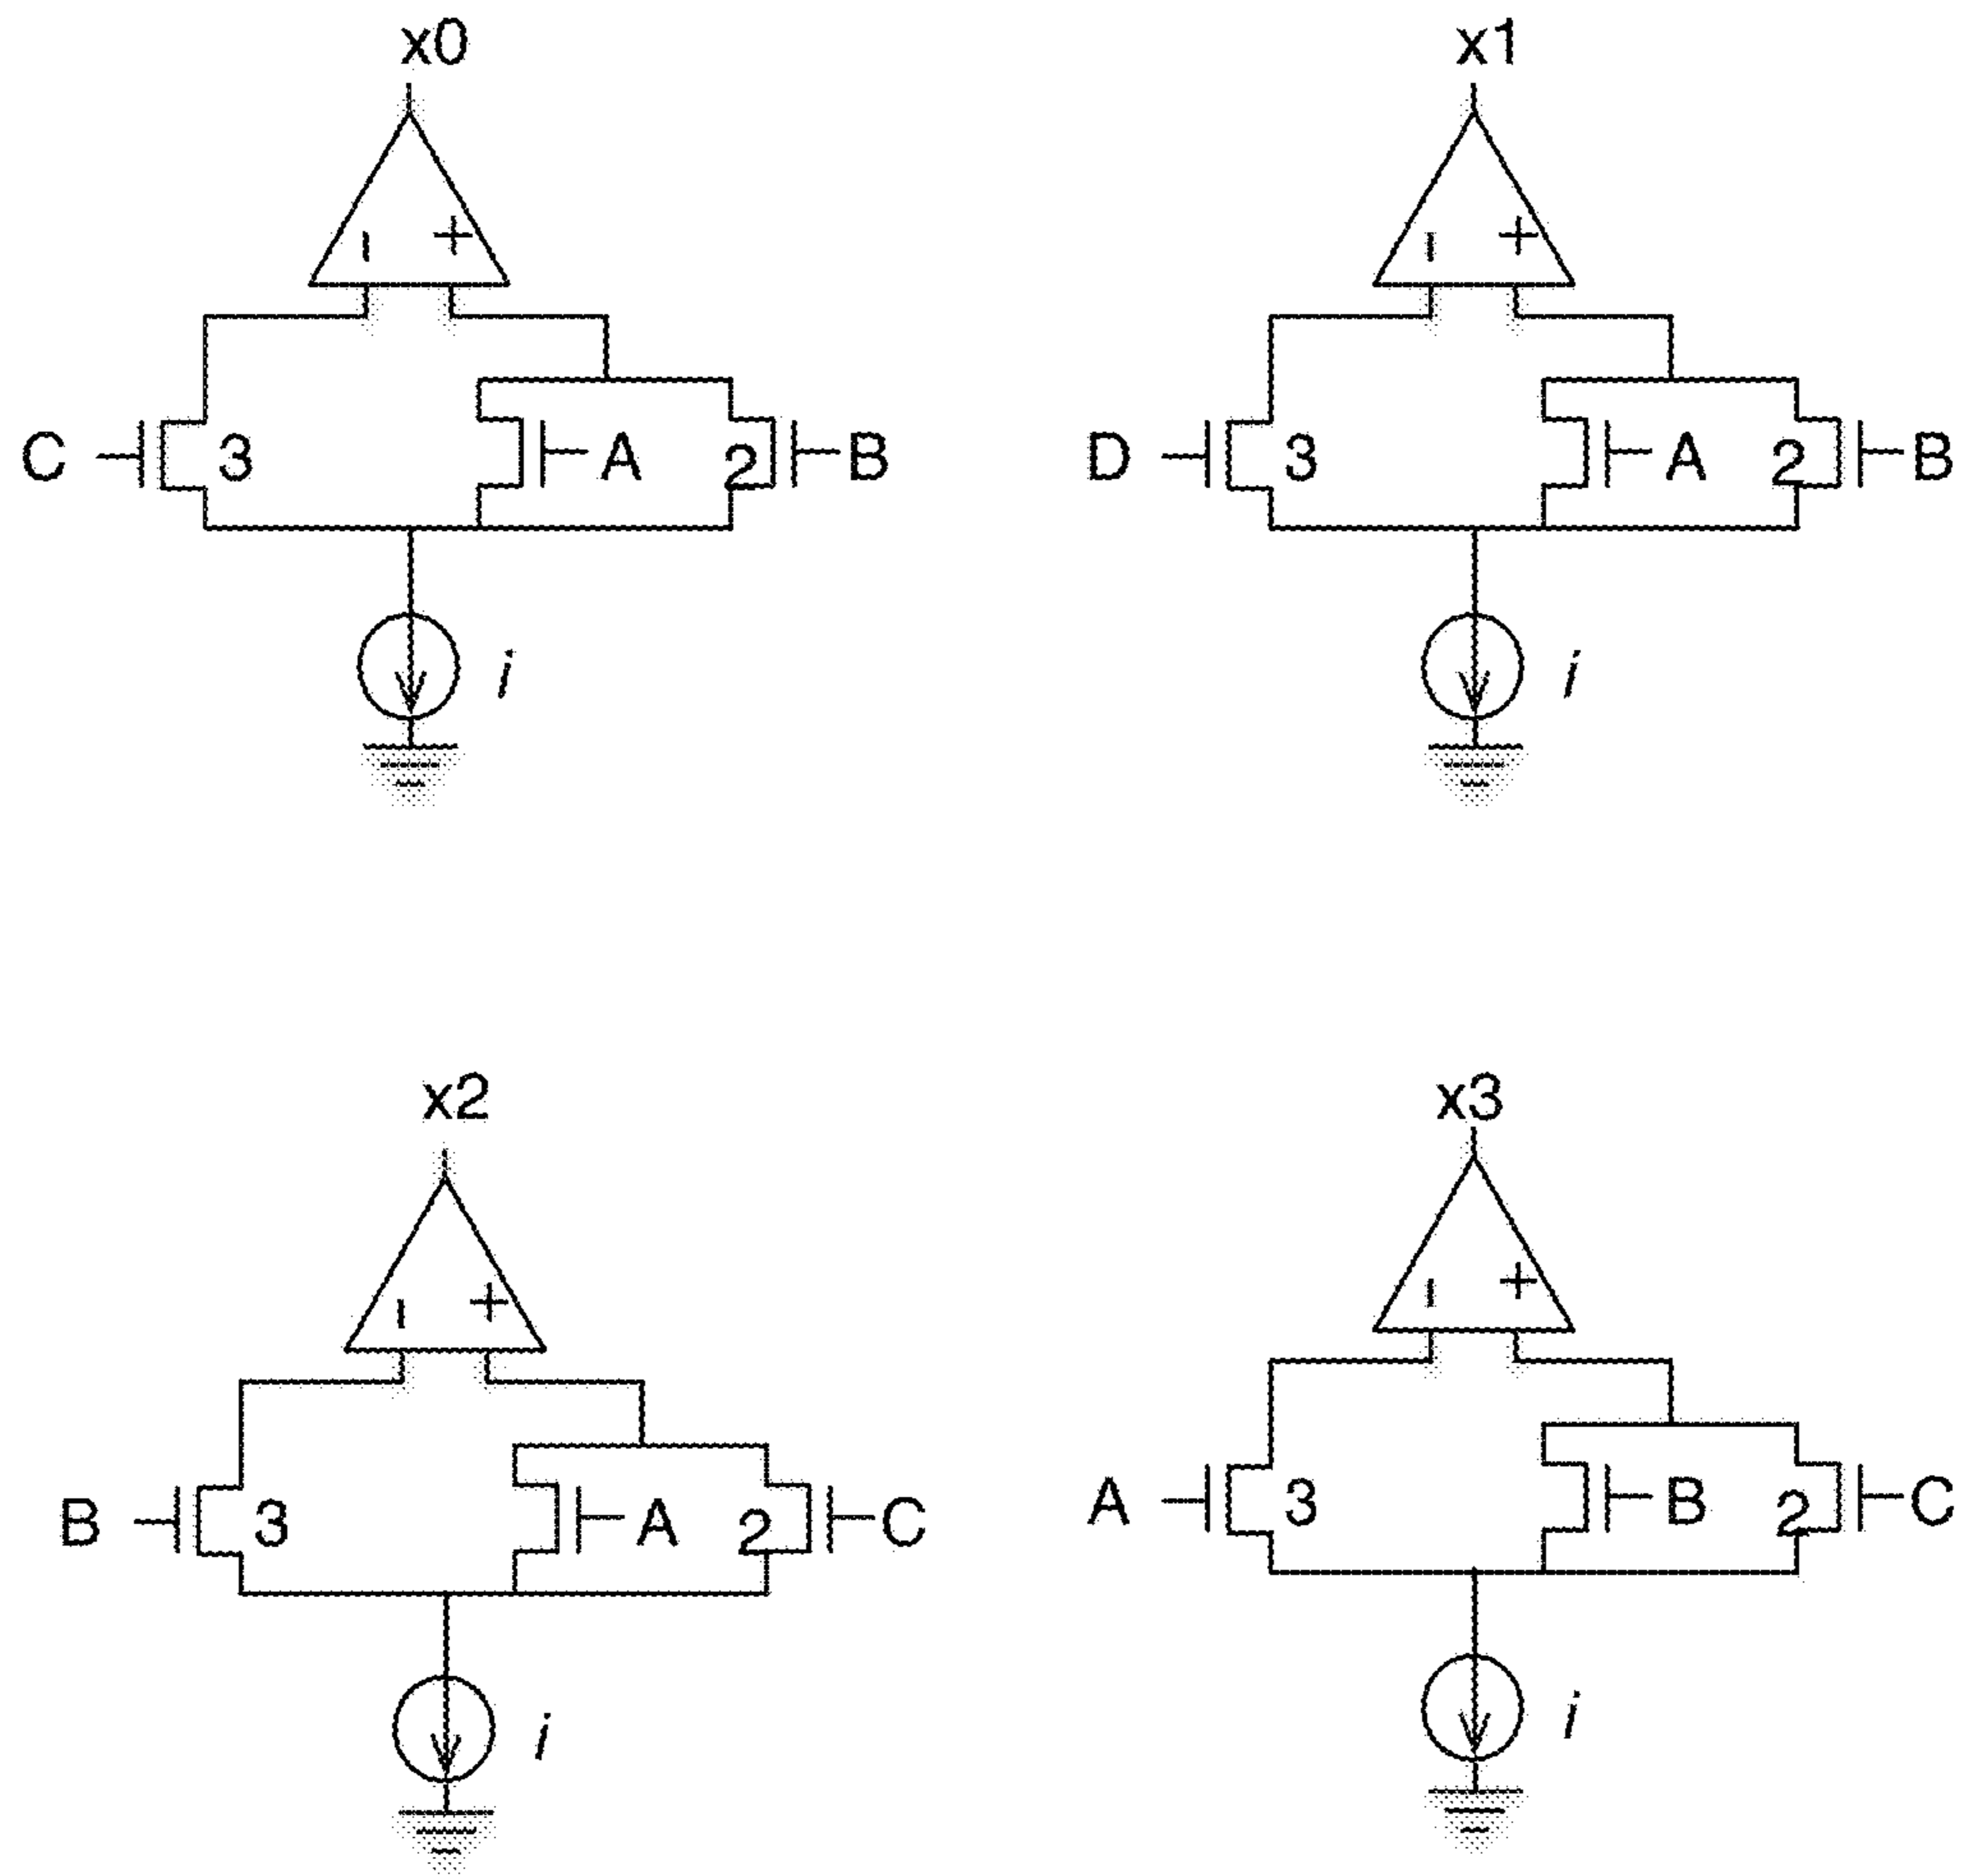 x0 x1
- + - +
C 3 A 2 B D 3 A 2 B
i i
x2 x3
- + - +
B 3 A 2 C A 3 B 2 C
i i